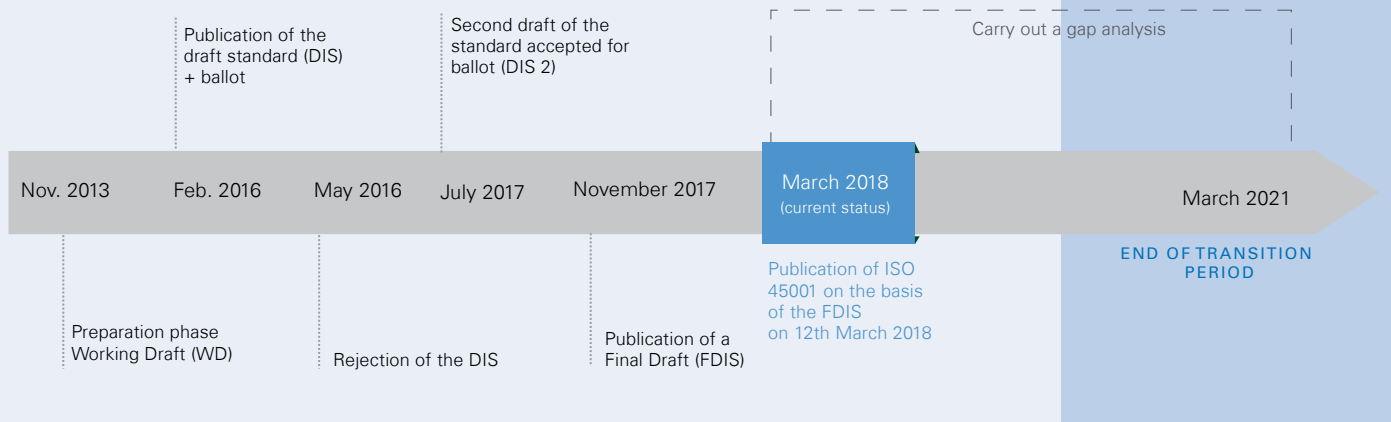 Publication of the
draft standard (DIS)
+ ballot
Second draft of the
standard accepted for
ballot (DIS 2)
Carry out a gap analysis
Nov. 2013
Feb. 2016
May 2016
July 2017
November 2017
March 2018
(current status)
March 2021
Preparation phase
Working Draft (WD)
Rejection of the DIS
Publication of a
Final Draft (FDIS)
Publication of ISO
45001 on the basis
of the FDIS
on 12th March 2018
END OF TRANSITION
PERIOD